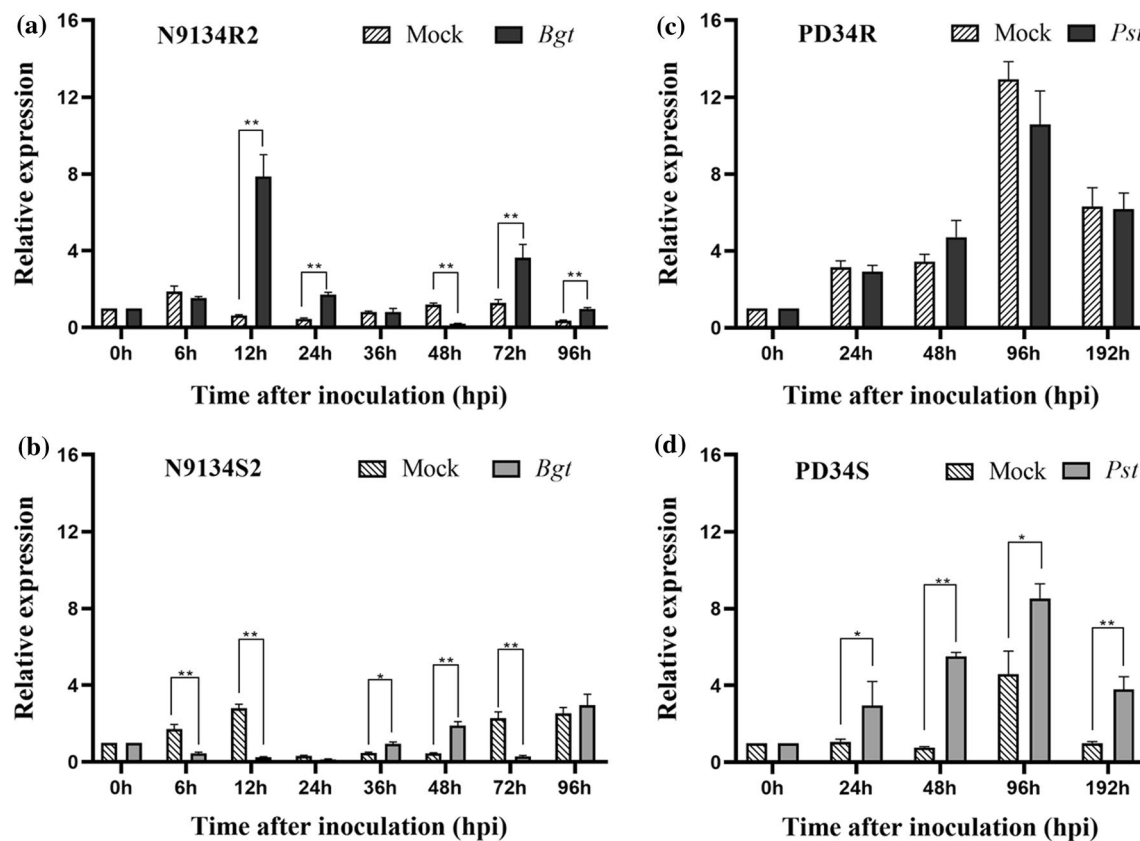 (a)
N9134R2
Mock Bgt
Relative expression
16
12
8
4
0
** ** ** ** **
0h 6h 12h 24h 36h 48h 72h 96h
Time after inoculation (hpi)
(c)
PD34R
Mock Pst
Relative expression
16
12
8
4
0
0h 24h 48h 96h 192h
Time after inoculation (hpi)
(b)
N9134S2
Mock Bgt
Relative expression
16
12
8
4
0
** ** * ** **
0h 6h 12h 24h 36h 48h 72h 96h
Time after inoculation (hpi)
(d)
PD34S
Mock Pst
Relative expression
16
12
8
4
0
* ** * **
0h 24h 48h 96h 192h
Time after inoculation (hpi)